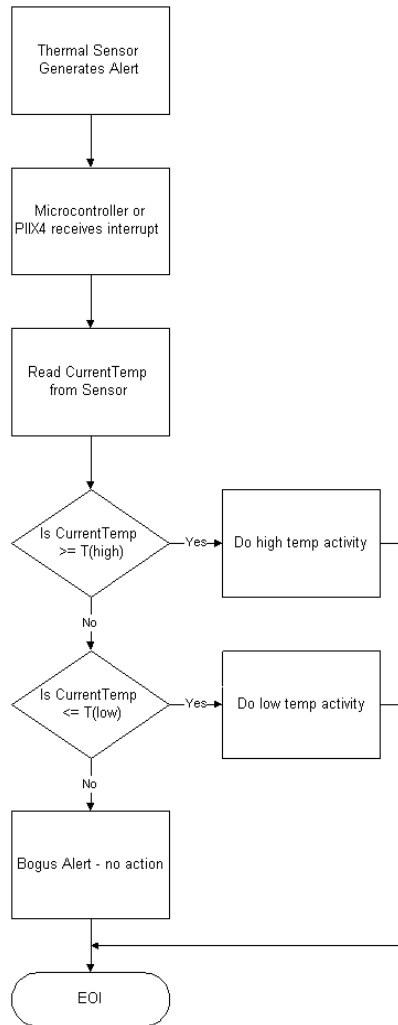 Thermal Sensor
Generates Alert
Microcontroller or
PIIX4 receives interrupt
Read CurrentTemp
from Sensor
Is CurrentTemp
>= T(high)
Yes
Do high temp activity
No
Is CurrentTemp
<= T(low)
Yes
Do low temp activity
No
Bogus Alert - no action
EOI